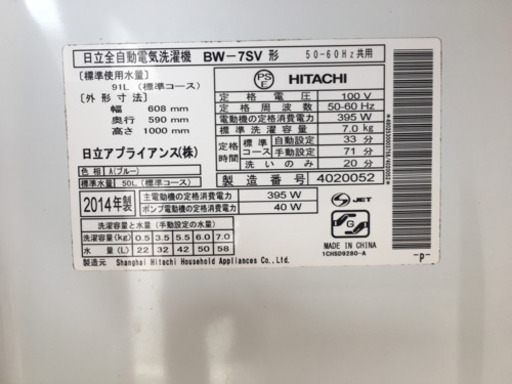 日立全自動電気洗濯機 BW-7SV 形 50-60Hz共用
〔標準使用水量〕
91L (標準コース)
〔外形寸法〕
幅 608 mm
奥行 590 mm
高さ 1000 mm
日立アプライアンス(株)
色相 A(ブルー)
標準水量 50L (標準コース)
PS
E
HITACHI
定格電圧 100 V
定格周波数 50-60 Hz
電動機の定格消費電力 395 W
標準洗濯容量 7.0 kg
定格時間 自動設定 33 分
手動設定 71 分
洗いのみ 20 分
製造番号 4020052
2014年製
主電動機の定格消費電力 395 W
ポンプ電動機の定格消費電力 40 W
洗濯容量と水量 (手動設定の水量)
洗濯容量(kg) 0.5 3.5 5.5 6.0 7.0
水量(L) 22 32 42 50 58
製造元 Shanghai Hitachi Household Appliances Co.,Ltd.
S JET
S G
MADE IN CHINA
1CHSD9280-A
-P-